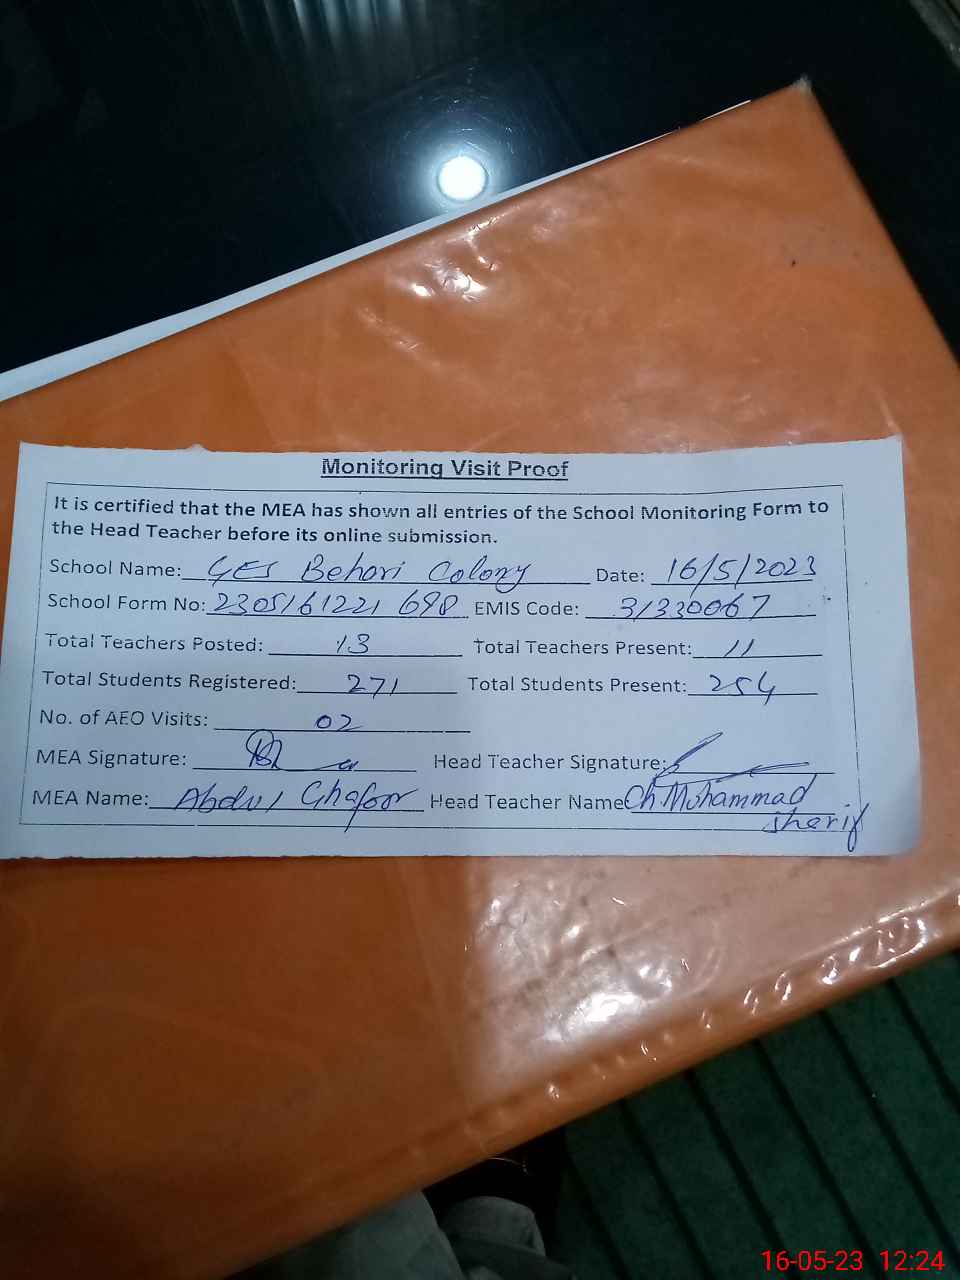 Monitoring Visit Proof
It is certified that the MEA has shown all entries of the School Monitoring Form to
the Head Teacher before its online submission.
School Name: GES Behari Colony Date: 16/5/2023
School Form No: 2305161221 698 EMIS Code: 31330067
Total Teachers Posted: 13 Total Teachers Present: 11
Total Students Registered: 271 Total Students Present: 254
No. of AEO Visits: 02
MEA Signature: Head Teacher Signature:
MEA Name: Abdul Ghafoor Head Teacher Name Ch. Mohammad
Sherif
16-05-23 12:24